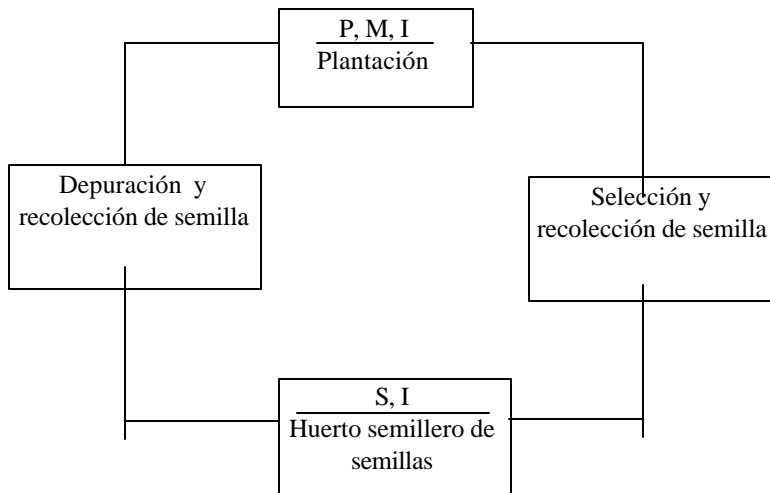 P, M, I
Plantación
Depuración y
recolección de semilla
Selección y
recolección de semilla
S, I
Huerto semillero de
semillas